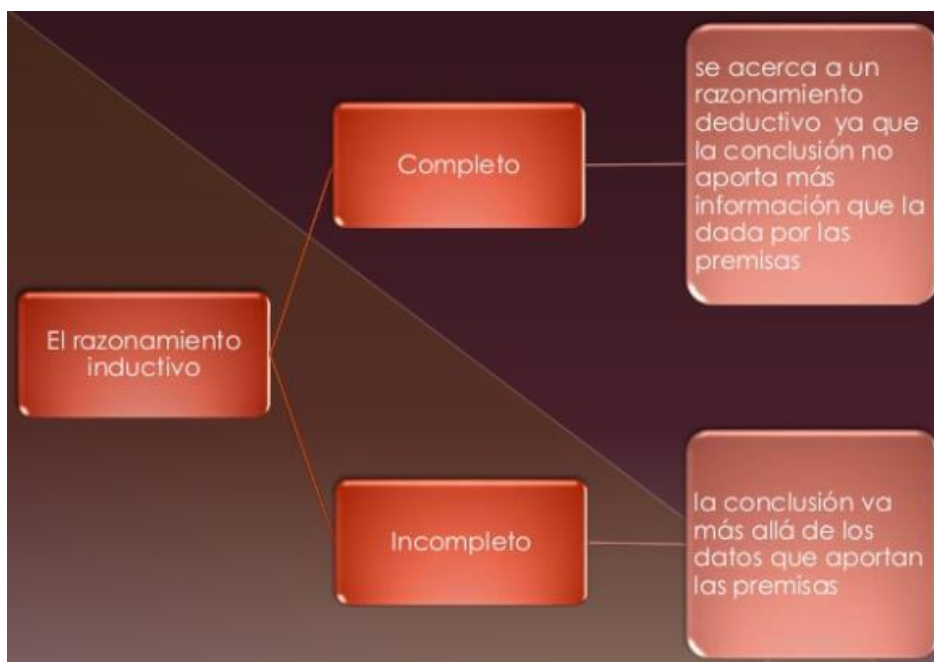 El razonamiento
inductivo
Completo
se acerca a un
razonamiento
deductivo ya que
la conclusión no
aporta más
información que la
dada por las
premisas
Incompleto
la conclusión va
más allá de los
datos que aportan
las premisas